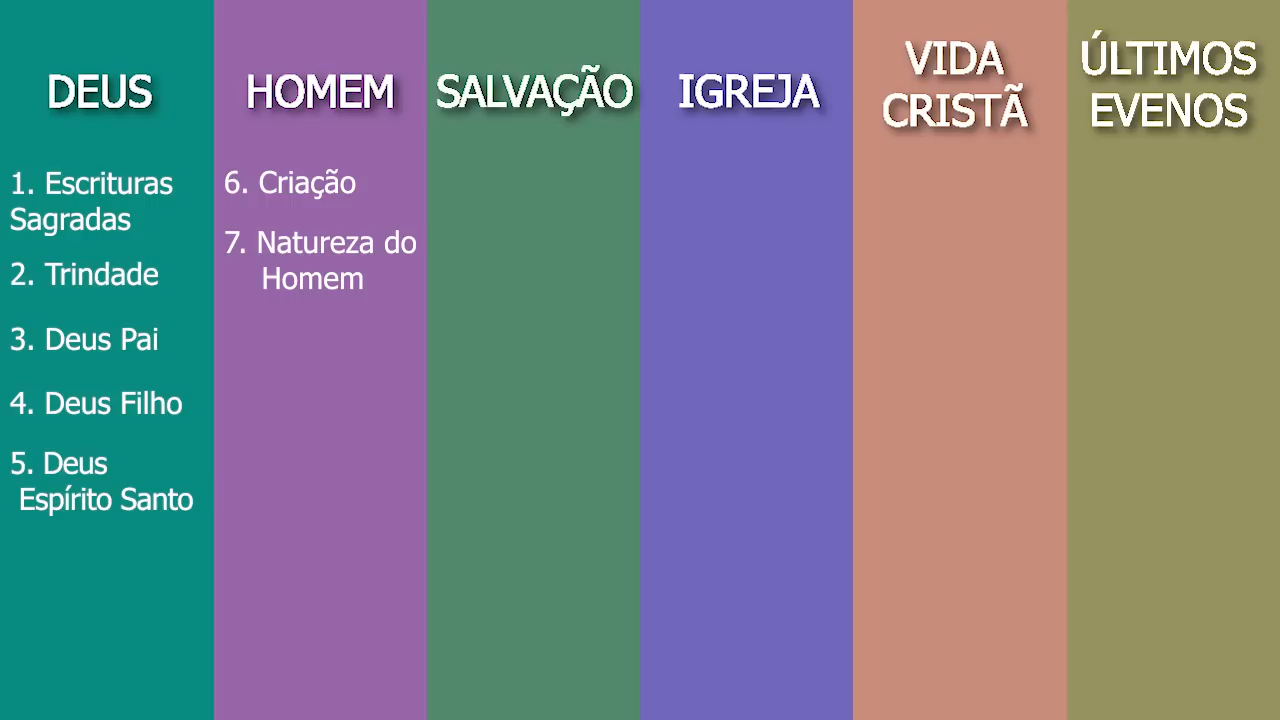 DEUS
1. Escrituras
Sagradas
2. Trindade
3. Deus Pai
4. Deus Filho
5. Deus
Espírito Santo
HOMEM
6. Criação
7. Natureza do
Homem
SALVAÇÃO
IGREJA
VIDA
CRISTÃ
ÚLTIMOS
EVENOS